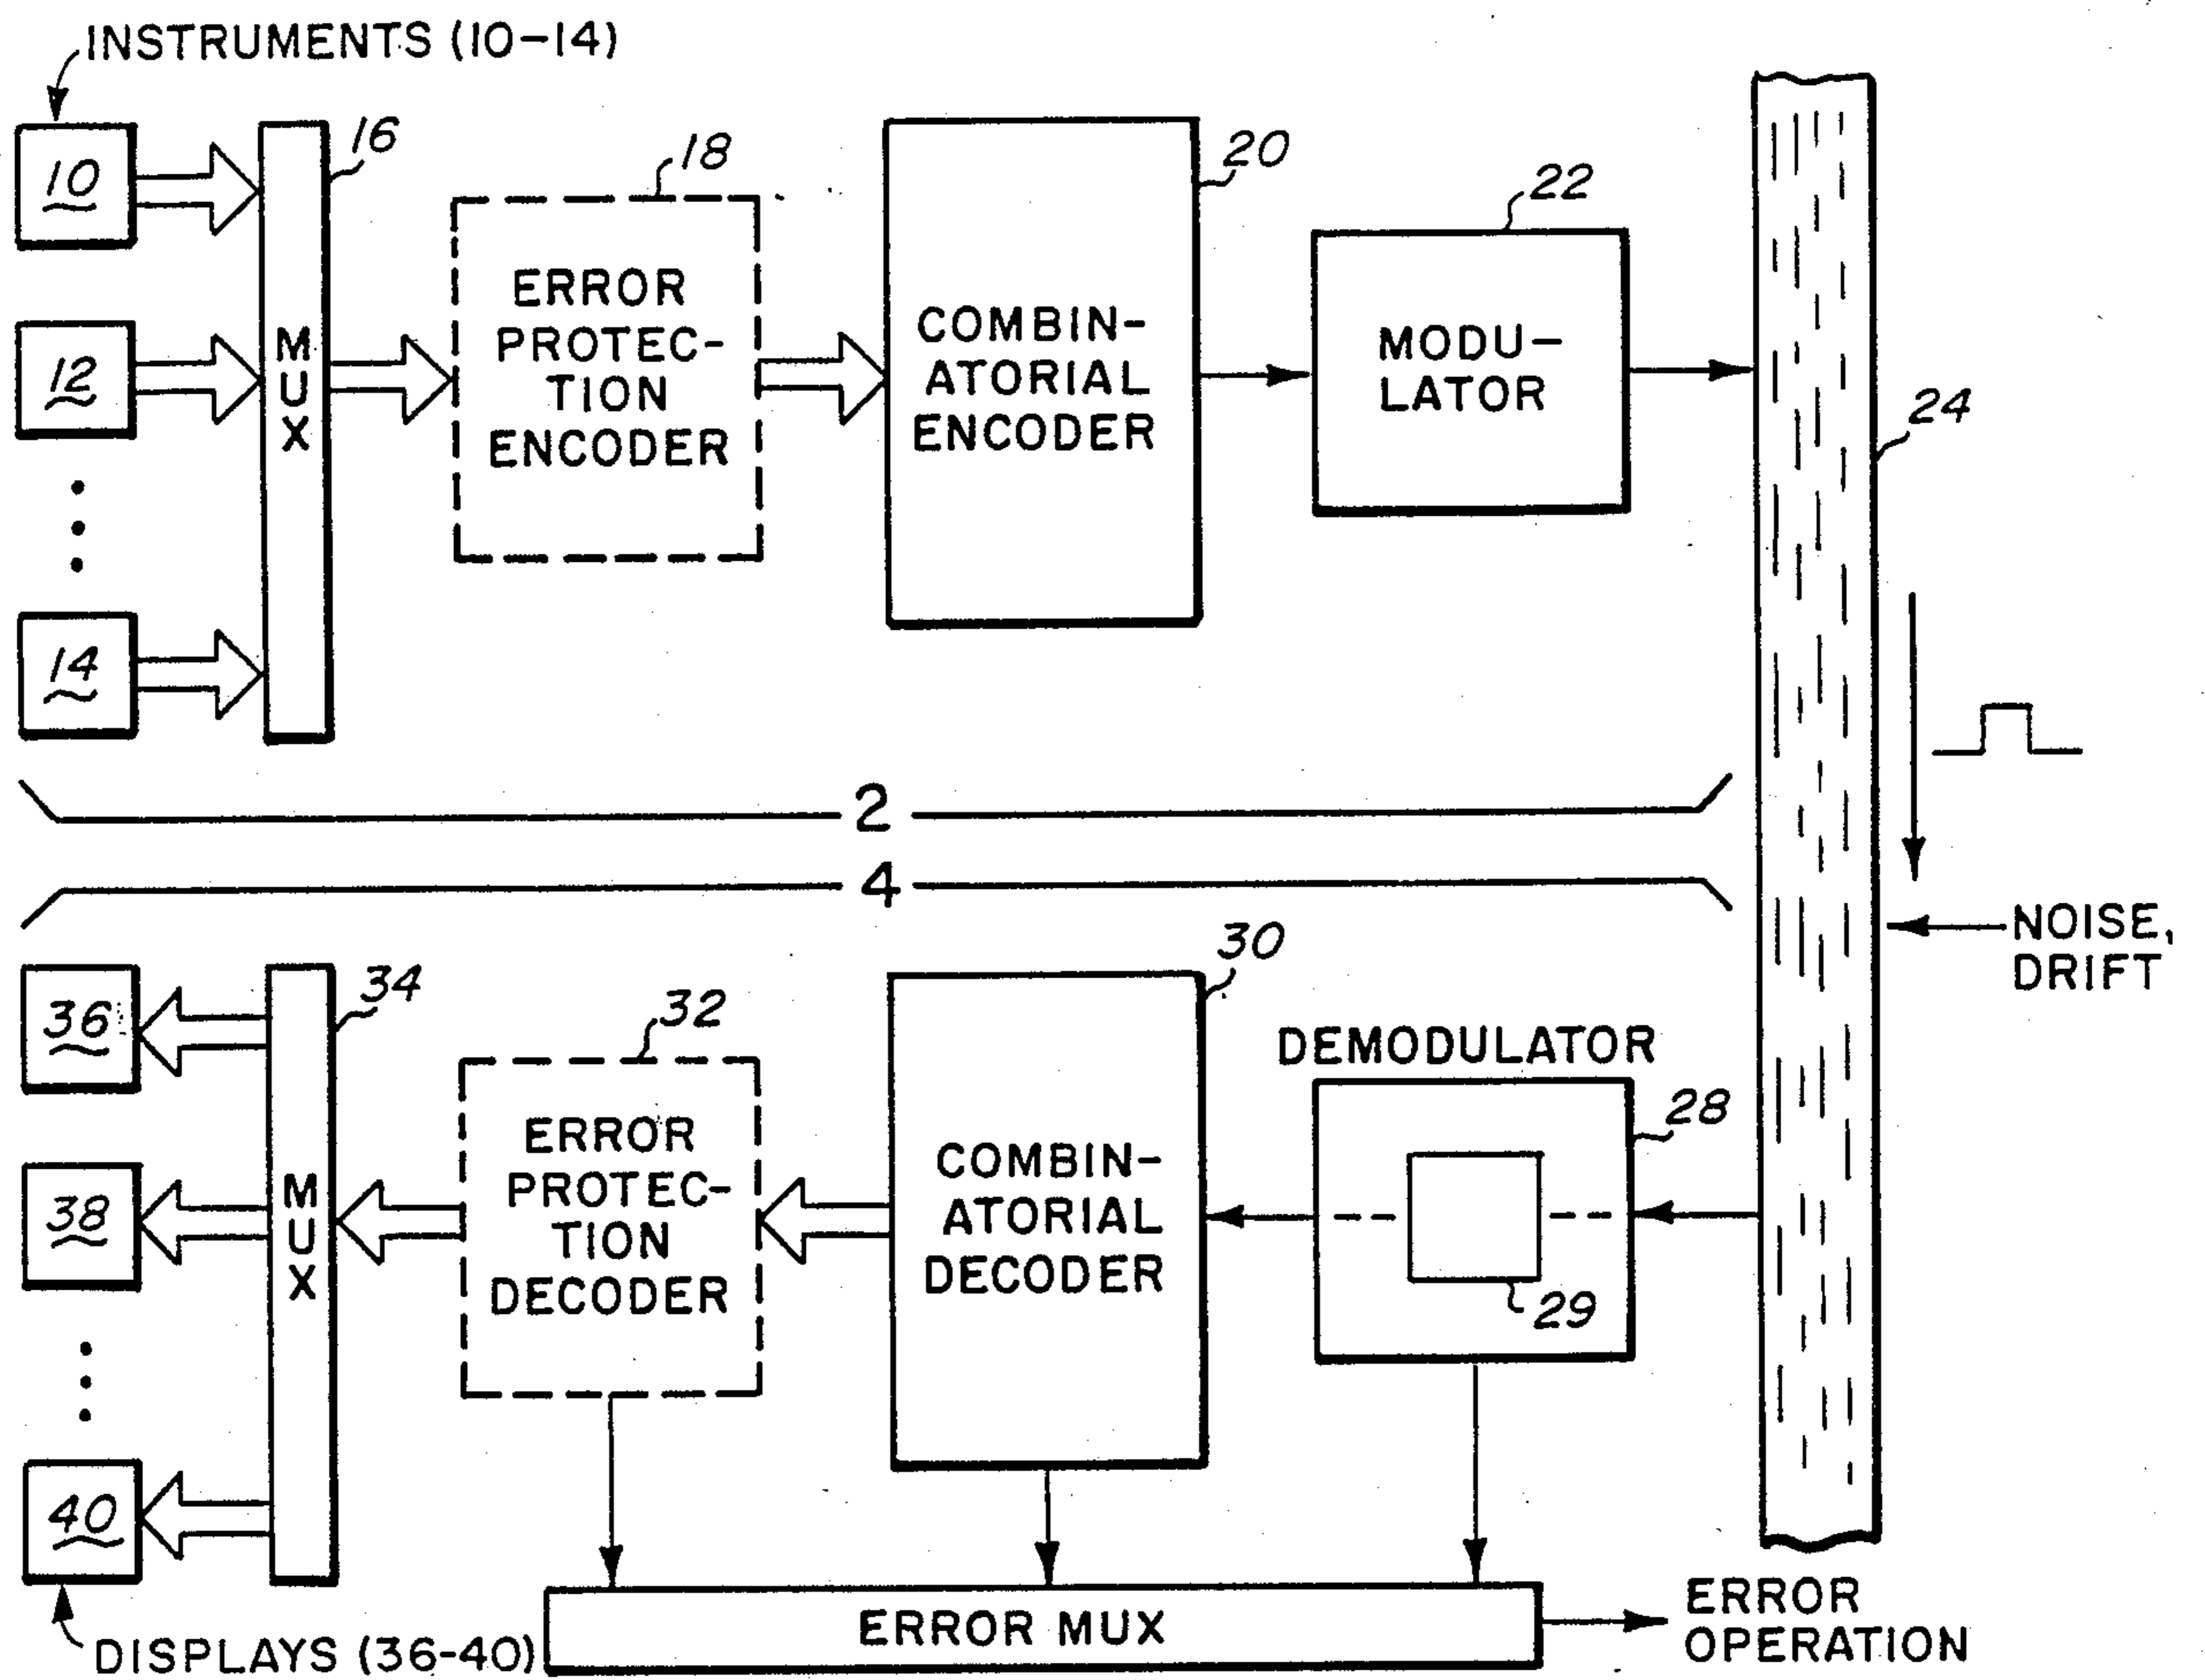 INSTRUMENTS (10-14)
10
12
14
MUX
16
18
ERROR
PROTEC-
TION
ENCODER
20
COMBIN-
ATORIAL
ENCODER
22
MODU-
LATOR
24
2
4
NOISE,
DRIFT
36
38
40
34
MUX
32
ERROR
PROTEC-
TION
DECODER
30
COMBIN-
ATORIAL
DECODER
DEMODULATOR
28
29
ERROR MUX
ERROR
OPERATION
DISPLAYS (36-40)